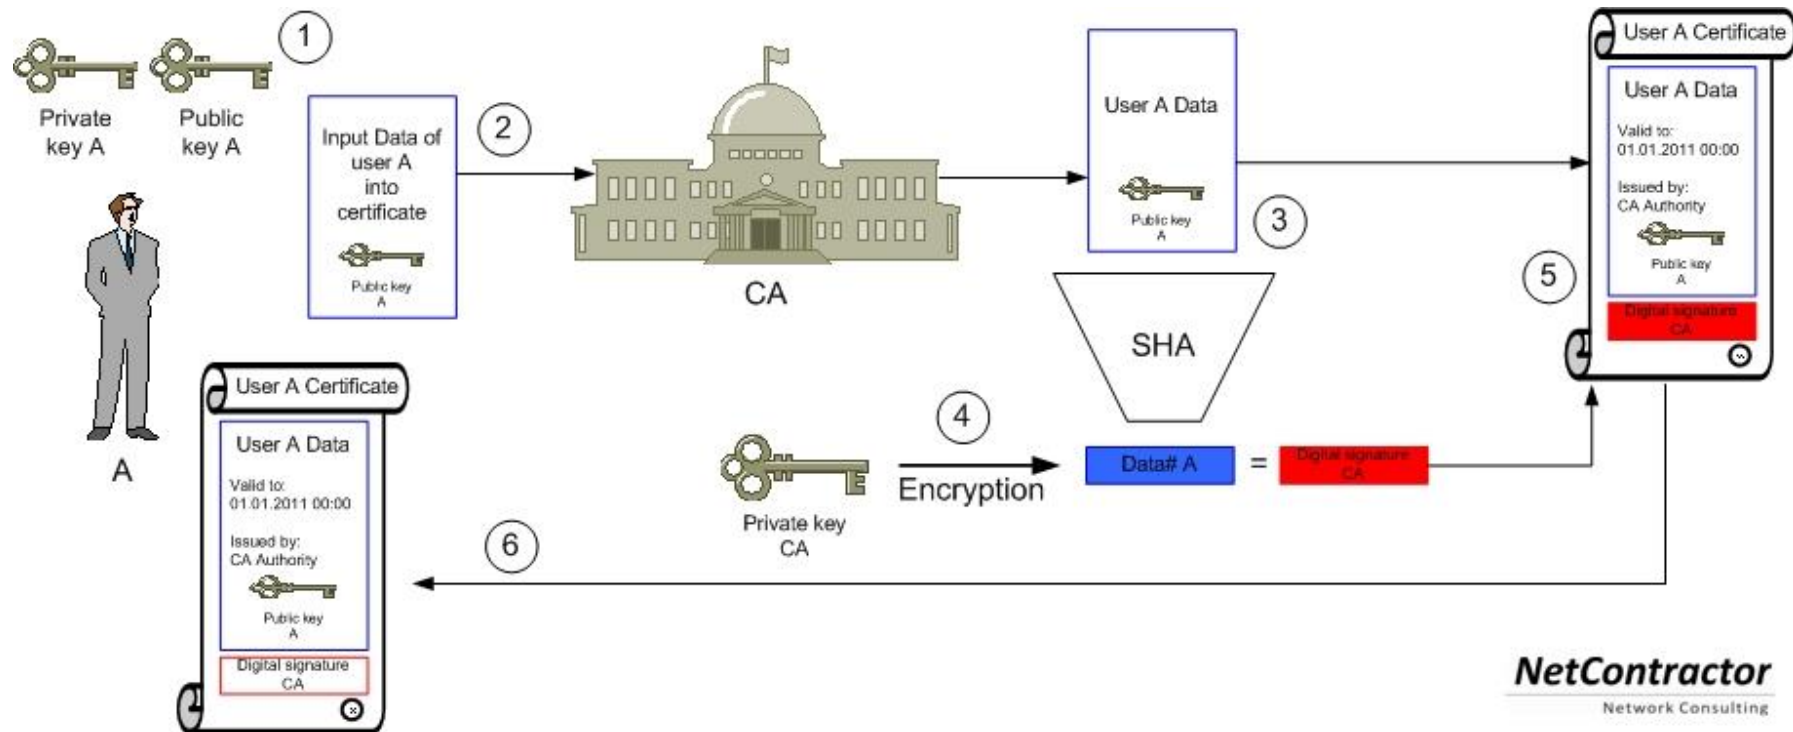 1
Private
key A
Public
key A
Input Data of
user A
into
certificate
Public key
A
2
CA
User A Data
Public key
A
3
User A Certificate
User A Data
Valid to:
01.01.2011 00:00
Issued by:
CA Authority
Public key
A
Digital signature
CA
5
SHA
A
4
Encryption
Private key
CA
Data# A
=
Digital signature
CA
6
User A Certificate
User A Data
Valid to:
01.01.2011 00:00
Issued by:
CA Authority
Public key
A
Digital signature
CA
NetContractor
Network Consulting